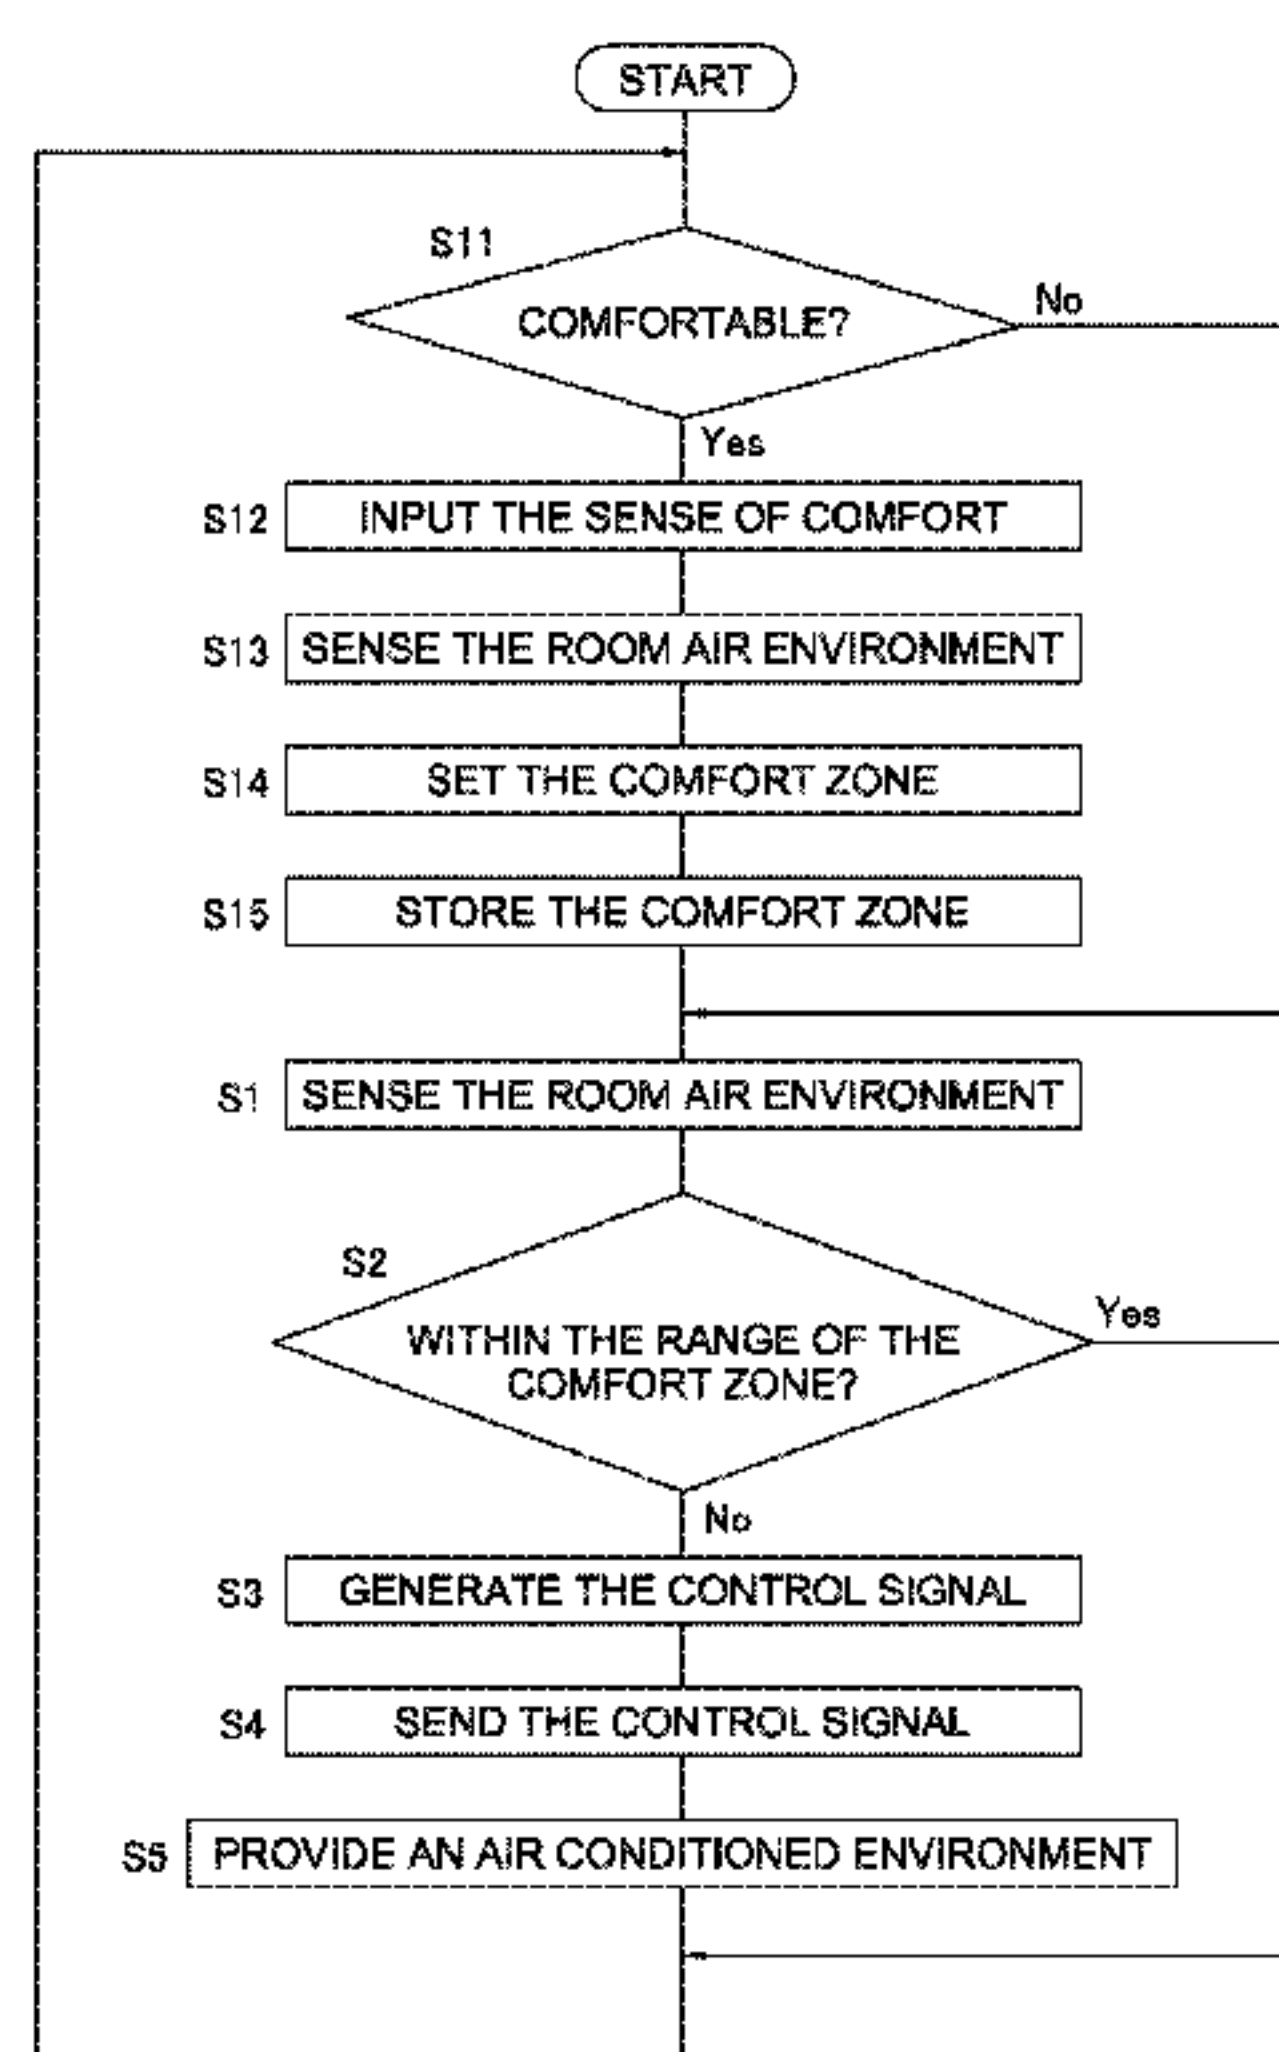 START
S11
COMFORTABLE?
No
Yes
S12 INPUT THE SENSE OF COMFORT
S13 SENSE THE ROOM AIR ENVIRONMENT
S14 SET THE COMFORT ZONE
S15 STORE THE COMFORT ZONE
S1 SENSE THE ROOM AIR ENVIRONMENT
S2
WITHIN THE RANGE OF THE
COMFORT ZONE?
Yes
No
S3 GENERATE THE CONTROL SIGNAL
S4 SEND THE CONTROL SIGNAL
S5 PROVIDE AN AIR CONDITIONED ENVIRONMENT